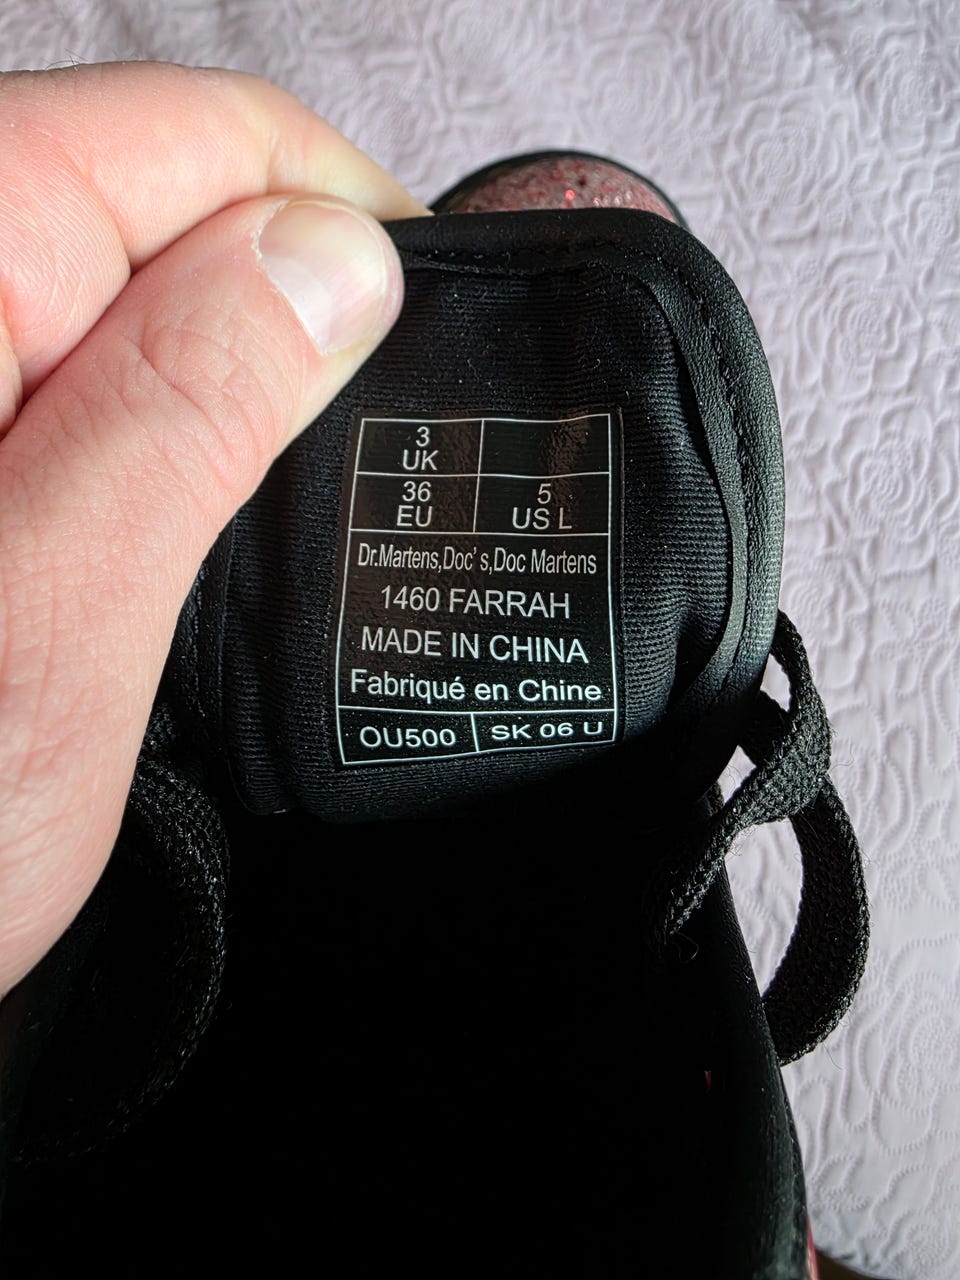 3
UK
36
EU
5
US L
Dr.Martens,Doc's,Doc Martens
1460 FARRAH
MADE IN CHINA
Fabriqué en Chine
OU500
SK 06 U